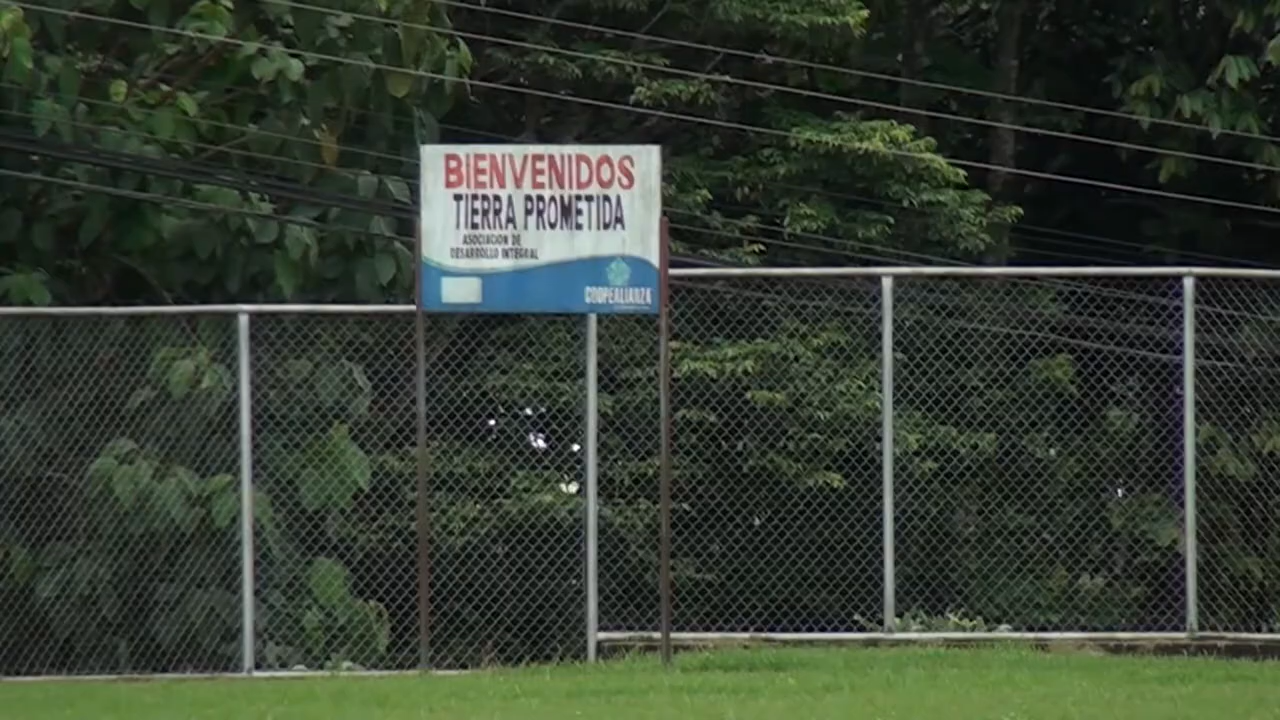 BIENVENIDOS
TIERRA PROMETIDA
ASOCIACION DE
DESARROLLO INTEGRAL
COOPEALIANZA